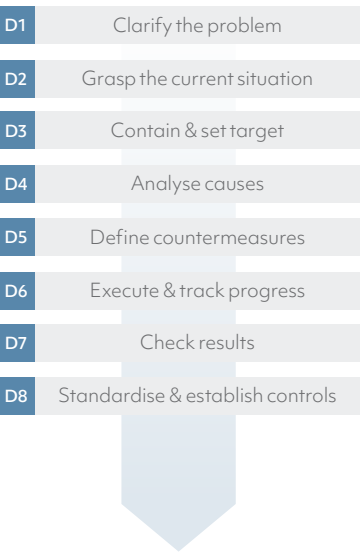 D1 Clarify the problem
D2 Grasp the current situation
D3 Contain & set target
D4 Analyse causes
D5 Define countermeasures
D6 Execute & track progress
D7 Check results
D8 Standardise & establish controls